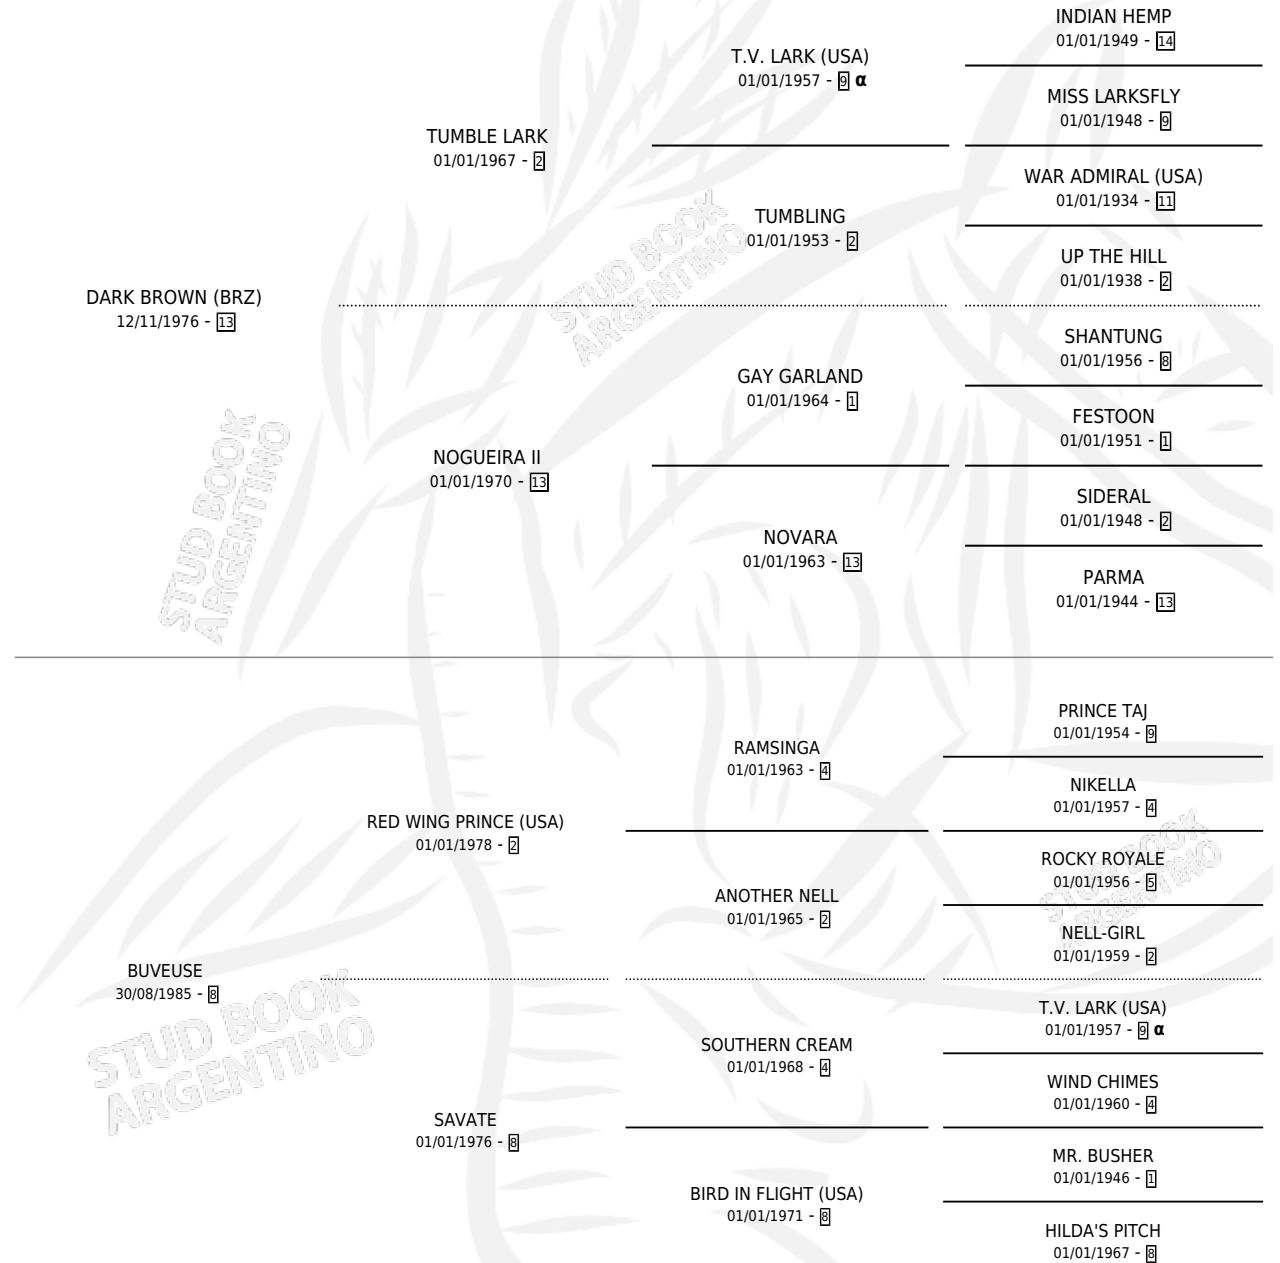 INDIAN HEMP
01/01/1949 - 14
T.V. LARK (USA)
01/01/1957 - 9 α
MISS LARKSFLY
01/01/1948 - 9
TUMBLE LARK
01/01/1967 - 2
WAR ADMIRAL (USA)
01/01/1934 - 11
TUMBLING
01/01/1953 - 2
UP THE HILL
01/01/1938 - 2
DARK BROWN (BRZ)
12/11/1976 - 13
SHANTUNG
01/01/1956 - 8
GAY GARLAND
01/01/1964 - 1
FESTOON
01/01/1951 - 1
NOGUEIRA II
01/01/1970 - 13
SIDERAL
01/01/1948 - 2
NOVARA
01/01/1963 - 13
PARMA
01/01/1944 - 13
PRINCE TAJ
01/01/1954 - 9
RAMSINGA
01/01/1963 - 4
NIKELLA
01/01/1957 - 4
RED WING PRINCE (USA)
01/01/1978 - 2
ROCKY ROYALE
01/01/1956 - 5
ANOTHER NELL
01/01/1965 - 2
NELL-GIRL
01/01/1959 - 2
BUVEUSE
30/08/1985 - 8
T.V. LARK (USA)
01/01/1957 - 9 α
SOUTHERN CREAM
01/01/1968 - 4
WIND CHIMES
01/01/1960 - 4
SAVATE
01/01/1976 - 8
MR. BUSHER
01/01/1946 - 1
BIRD IN FLIGHT (USA)
01/01/1971 - 8
HILDA'S PITCH
01/01/1967 - 8
STUD BOOK
ARGENTINO
STUD BOOK
ARGENTINO
STUD BOOK
ARGENTINO
STUD BOOK
ARGENTINO